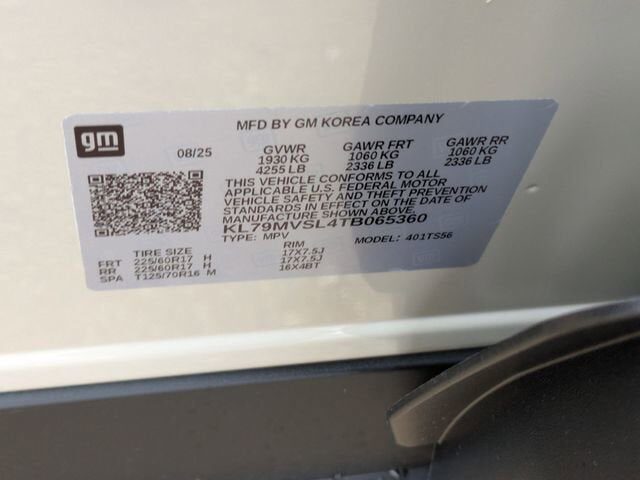 gm
MFD BY GM KOREA COMPANY
08/25 GVWR GAWR FRT GAWR RR
1930 KG 1060 KG 1060 KG
4255 LB 2336 LB 2336 LB
THIS VEHICLE CONFORMS TO ALL
APPLICABLE U.S. FEDERAL MOTOR
VEHICLE SAFETY AND THEFT PREVENTION
STANDARDS IN EFFECT ON THE DATE OF
MANUFACTURE SHOWN ABOVE.
KL79MVSL4TB065360
TYPE: MPV MODEL: 401TS56
TIRE SIZE RIM
FRT 225/60R17 H 17X7.5J
RR 225/60R17 H 17X7.5J
SPA T125/70R16 M 16X4BT